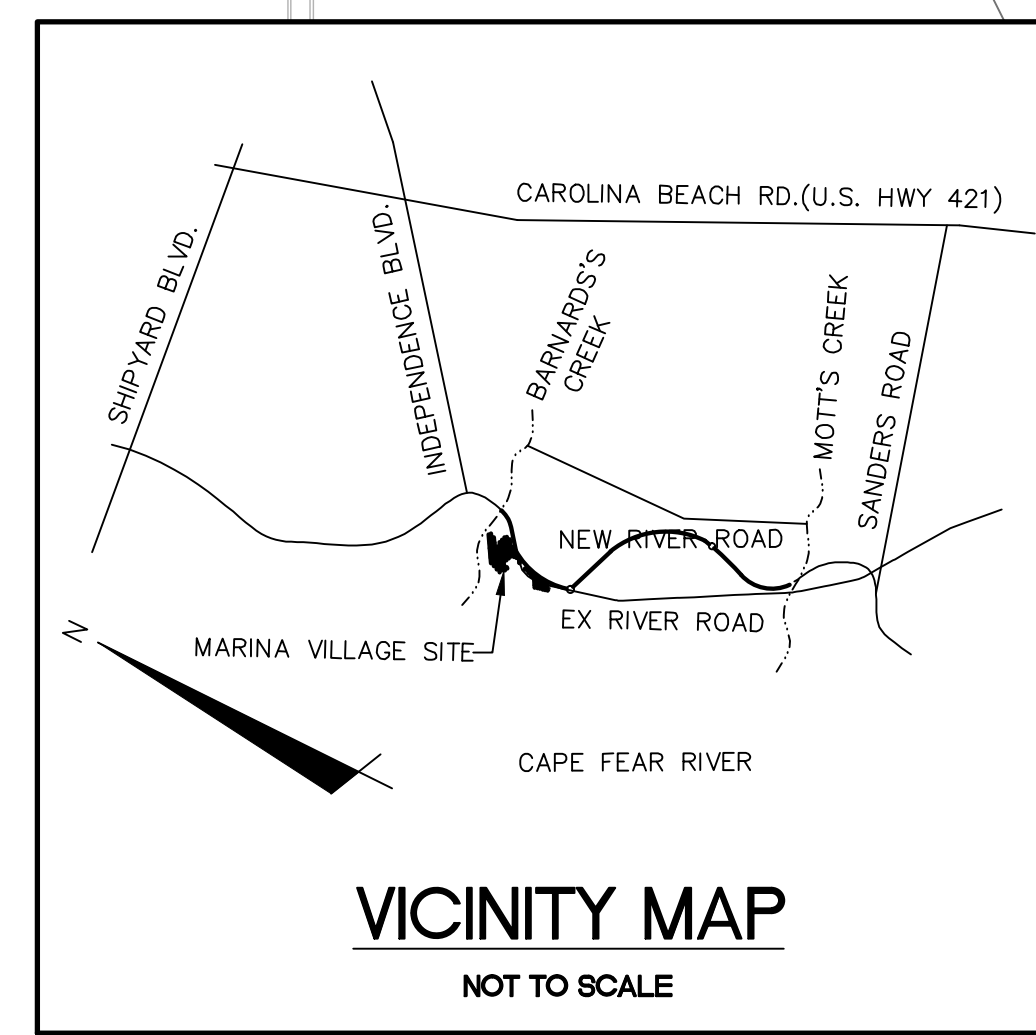 CAROLINA BEACH RD.(U.S. HWY 421)
SHIPYARD BLVD.
INDEPENDENCE BLVD.
BARNARDS'S
CREEK
MOTT'S CREEK
SANDERS ROAD
NEW RIVER ROAD
EX RIVER ROAD
N
MARINA VILLAGE SITE
CAPE FEAR RIVER
VICINITY MAP
NOT TO SCALE